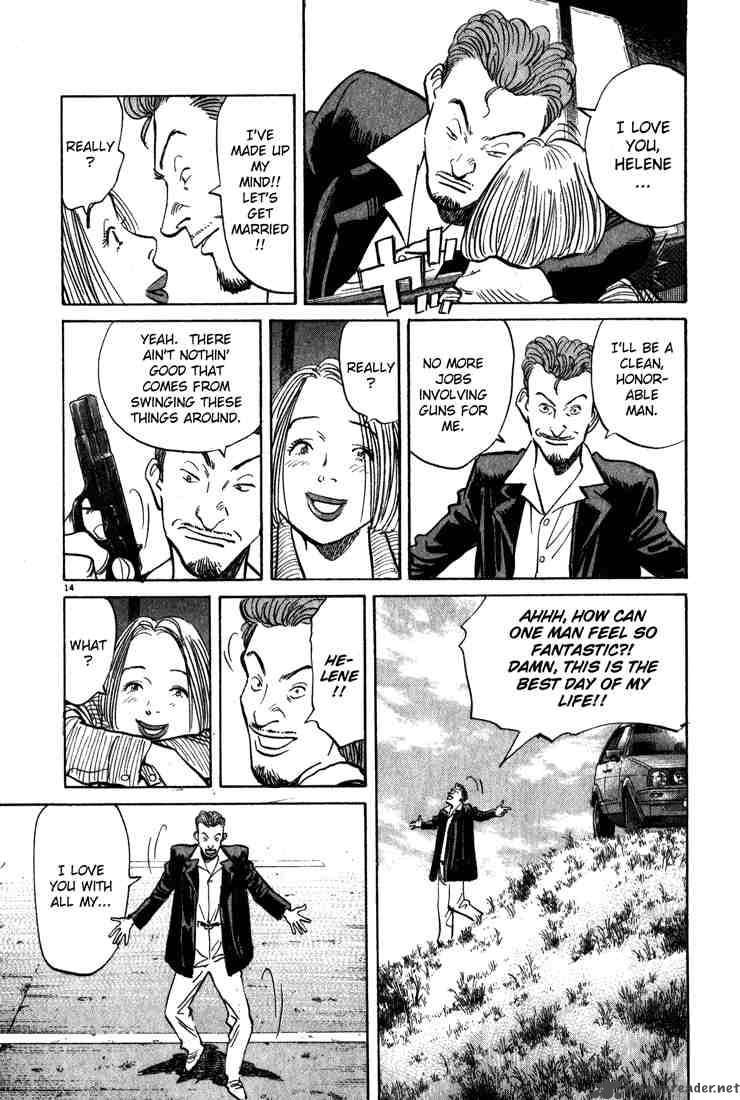 I LOVE
YOU,
HELENE
...
I'VE
MADE UP
MY
MIND!!
LET'S
GET
MARRIED
!!
REALLY
?
I'LL BE A
CLEAN,
HONOR-
ABLE
MAN.
NO MORE
JOBS
INVOLVING
GUNS FOR
ME.
REALLY
?
YEAH. THERE
AIN'T NOTHIN'
GOOD THAT
COMES FROM
SWINGING THESE
THINGS AROUND.
14
AHHH, HOW CAN
ONE MAN FEEL SO
FANTASTIC?!
DAMN, THIS IS THE
BEST DAY OF MY
LIFE!!
HE-
LENE
!!
WHAT
?
I LOVE
YOU WITH
ALL MY...